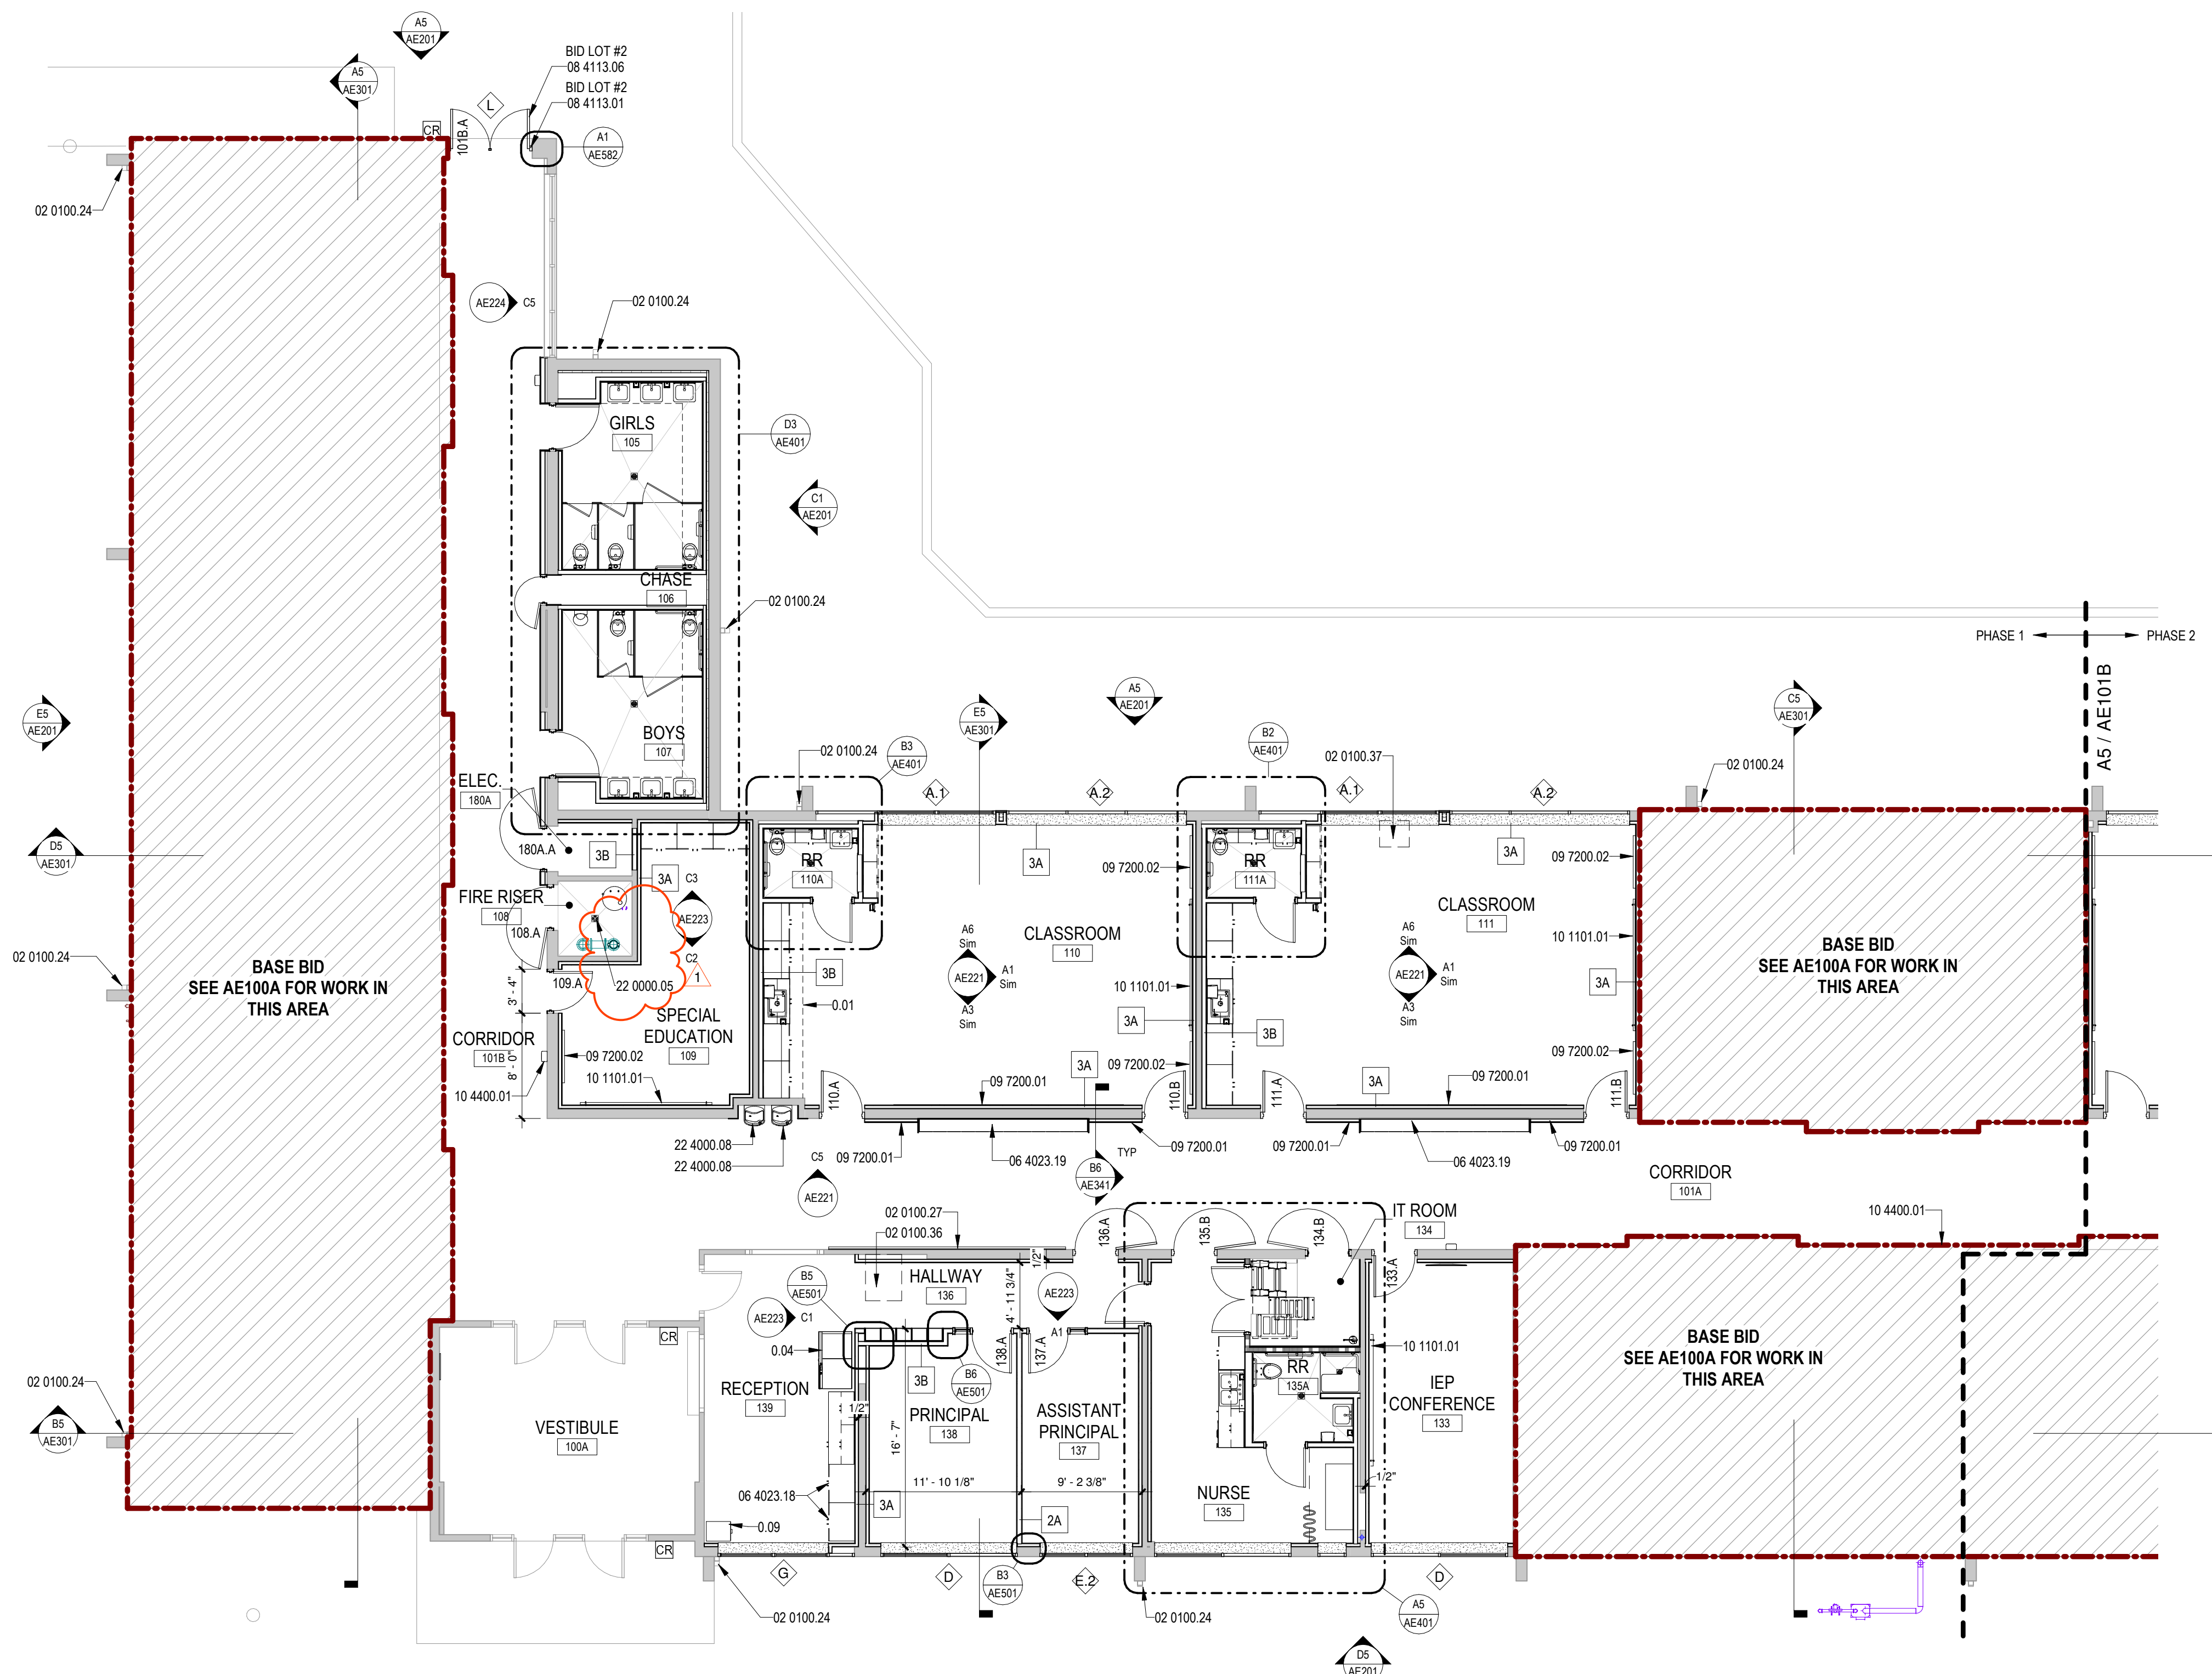 A5
AE201
A5
AE301
BID LOT #2
08 4113.06
BID LOT #2
08 4113.01
L
CR
101B.A
A1
AE582
02 0100.24
AE224
C5
02 0100.24
GIRLS
105
D3
AE401
C1
AE201
CHASE
106
02 0100.24
PHASE 1
PHASE 2
A5 / AE101B
E5
AE201
BOYS
107
02 0100.24
B3
AE401
E5
AE301
A5
AE201
B2
AE401
02 0100.37
C5
AE301
02 0100.24
ELEC.
180A
A.1
A.2
A.1
A.2
D5
AE301
180A.A
3B
3A
C3
AE223
C2
1
RR
110A
3A
09 7200.02
RR
111A
3A
09 7200.02
FIRE RISER
108
108.A
CLASSROOM
110
CLASSROOM
111
10 1101.01
A6
Sim
AE221
A1
Sim
A3
Sim
A6
Sim
AE221
A1
Sim
A3
Sim
02 0100.24
BASE BID
SEE AE100A FOR WORK IN
THIS AREA
BASE BID
SEE AE100A FOR WORK IN
THIS AREA
3' - 4"
109.A
22 0000.05
3B
0.01
10 1101.01
3A
3A
3B
SPECIAL
EDUCATION
109
CORRIDOR
101B
8' - 0"
09 7200.02
10 1101.01
10 4400.01
09 7200.02
3A
09 7200.01
09 7200.02
3A
09 7200.01
110.A
110.B
111.A
111.B
22 4000.08
22 4000.08
C5
AE221
09 7200.01
06 4023.19
TYP
B6
AE341
09 7200.01
09 7200.01
06 4023.19
09 7200.01
CORRIDOR
101A
10 4400.01
02 0100.27
02 0100.36
136.A
135.B
134.B
IT ROOM
134
133.A
1/2"
HALLWAY
136
4' - 11 3/4"
B5
AE501
AE223
C1
AE223
A1
0.04
138.A
137.A
3B
B6
AE501
10 1101.01
BASE BID
SEE AE100A FOR WORK IN
THIS AREA
02 0100.24
B5
AE301
CR
VESTIBULE
100A
RECEPTION
139
1/2"
16' - 7"
PRINCIPAL
138
ASSISTANT
PRINCIPAL
137
RR
135A
IEP
CONFERENCE
133
11' - 10 1/8"
9' - 2 3/8"
1/2"
06 4023.18
3A
2A
NURSE
135
0.09
CR
G
D
B3
AE501
E.2
D
A5
AE401
02 0100.24
02 0100.24
D5
AE201